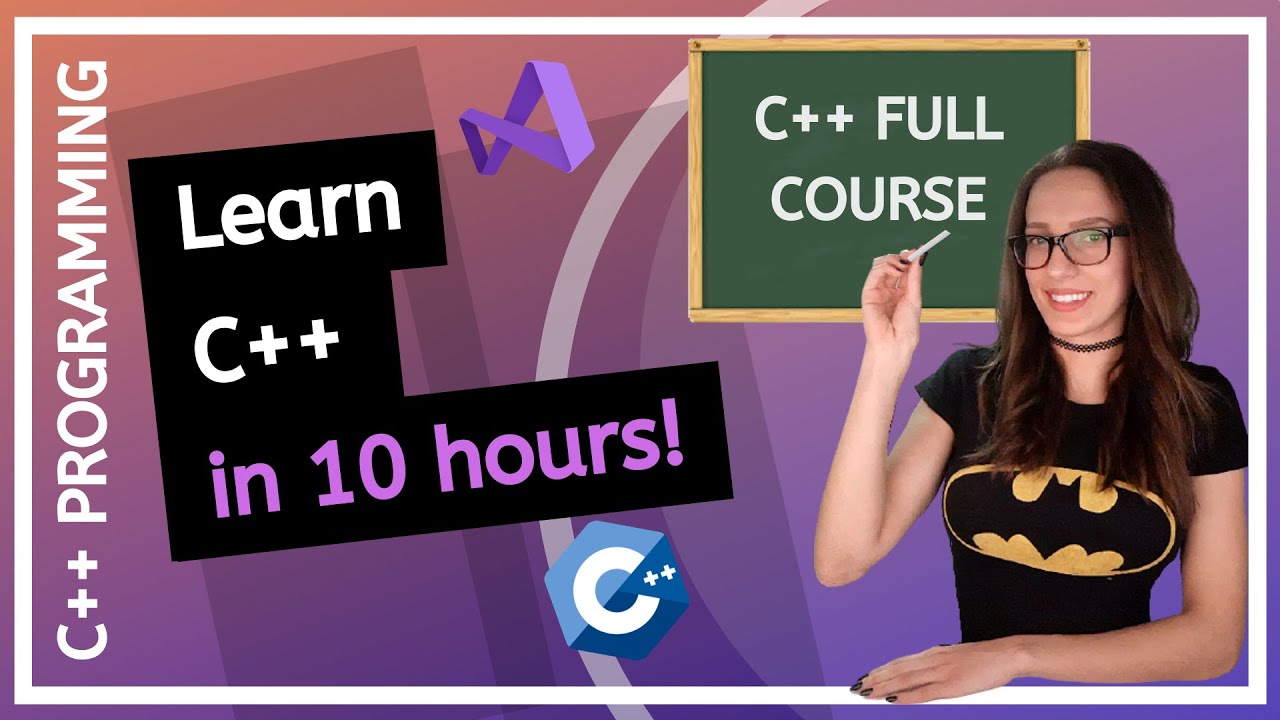 C++ PROGRAMMING
Learn
C++
in 10 hours!
C++ FULL
COURSE
C++